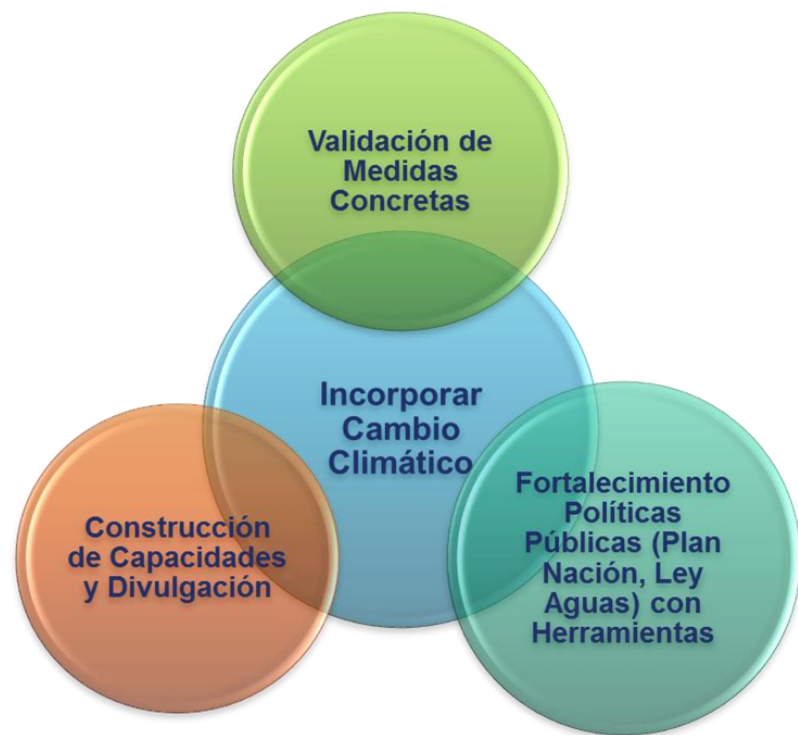 Validación de
Medidas
Concretas
Incorporar
Cambio
Climático
Construcción
de Capacidades
y Divulgación
Fortalecimiento
Políticas
Públicas (Plan
Nación, Ley
Aguas) con
Herramientas